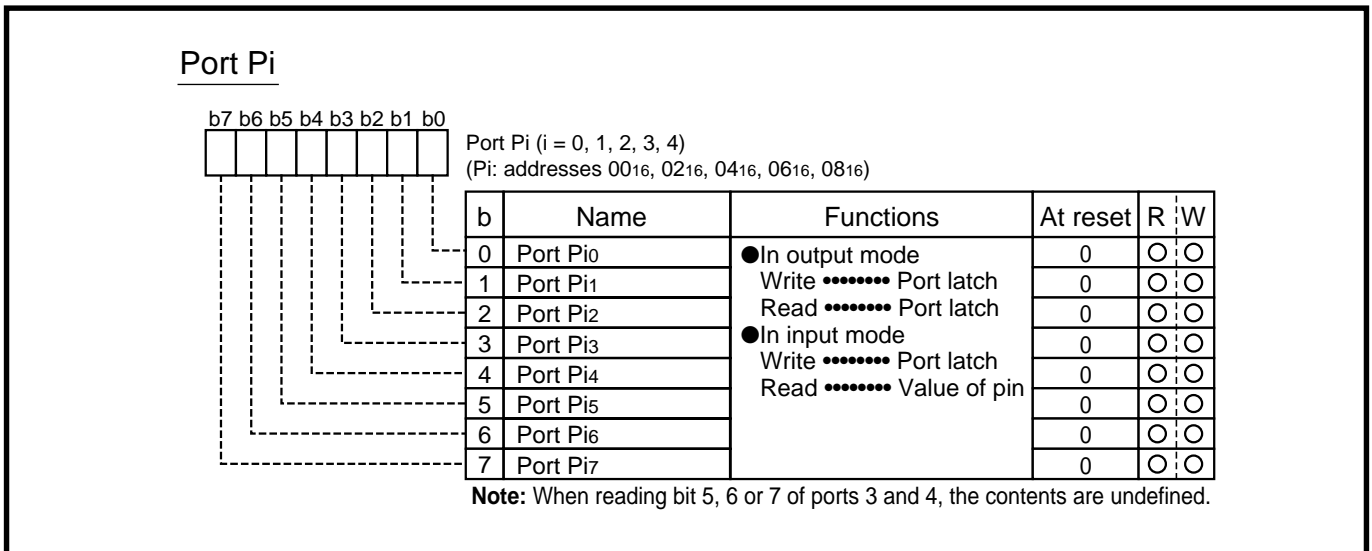 Port Pi
b7 b6 b5 b4 b3 b2 b1 b0
Port Pi (i = 0, 1, 2, 3, 4)
(Pi: addresses 0016, 0216, 0416, 0616, 0816)
b Name Functions At reset R W
0 Port Pi0 ●In output mode 0 O O
1 Port Pi1 Write •••••••• Port latch 0 O O
2 Port Pi2 Read •••••••• Port latch 0 O O
3 Port Pi3 ●In input mode 0 O O
4 Port Pi4 Write •••••••• Port latch 0 O O
5 Port Pi5 Read •••••••• Value of pin 0 O O
6 Port Pi6 0 O O
7 Port Pi7 0 O O
Note: When reading bit 5, 6 or 7 of ports 3 and 4, the contents are undefined.